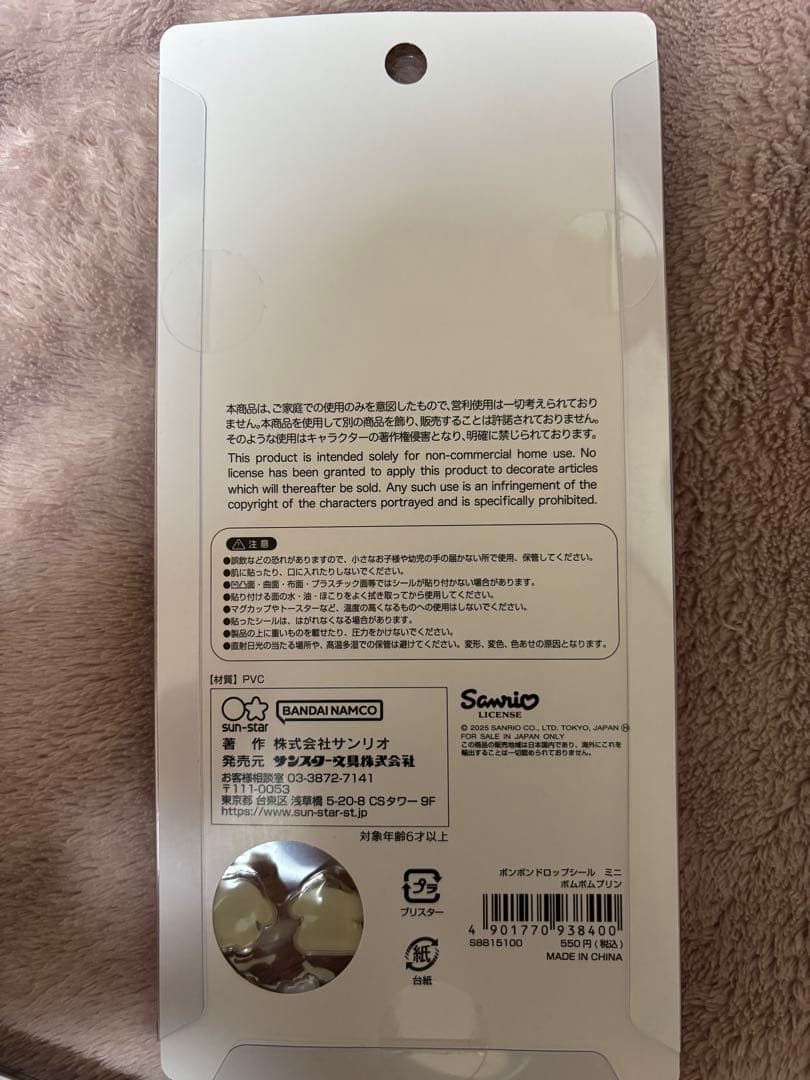 本商品は、ご家庭での使用のみを意図したもので、営利使用は一切考えられており
ません。本商品を使用して別の商品を飾り、販売することは許諾されておりません。
そのような使用はキャラクターの著作権侵害となり、明確に禁じられております。
This product is intended solely for non-commercial home use. No
license has been granted to apply this product to decorate articles
which will thereafter be sold. Any such use is an infringement of the
copyright of the characters portrayed and is specifically prohibited.
注意
●誤飲などの恐れがありますので、小さなお子様や幼児の手の届かない所で使用、保管してください。
●肌に貼ったり、口に入れたりしないでください。
●凹凸面・曲面・布面・プラスチック面等ではシールが貼り付かない場合があります。
●貼り付ける面の水・油・ほこりをよく拭き取ってから使用してください。
●マグカップやトースターなど、温度の高くなるものへの使用はしないでください。
●貼ったシールは、はがれなくなる場合があります。
●製品の上に重いものを載せたり、圧力をかけないでください。
●直射日光の当たる場所や、高温多湿での保管は避けてください。変形、変色、色あせの原因となります。
【材質】PVC
sun-star BANDAI NAMCO
著 作 株式会社サンリオ
発売元 サンスター文具株式会社
お客様相談室 03-3872-7141
〒111-0053
東京都 台東区 浅草橋 5-20-8 CSタワー 9F
https://www.sun-star-st.jp
Sanrio
LICENSE
© 2025 SANRIO CO., LTD. TOKYO, JAPAN Ⓗ
FOR SALE IN JAPAN ONLY
この商品の販売地域は日本国内であり、海外にこれを
輸出することは一切認められておりません。
対象年齢6才以上
プラ
ブリスター
紙
台紙
ボンボンドロップシール ミニ
ポムポムプリン
4 901770 938400
S8815100 550円(税込)
MADE IN CHINA